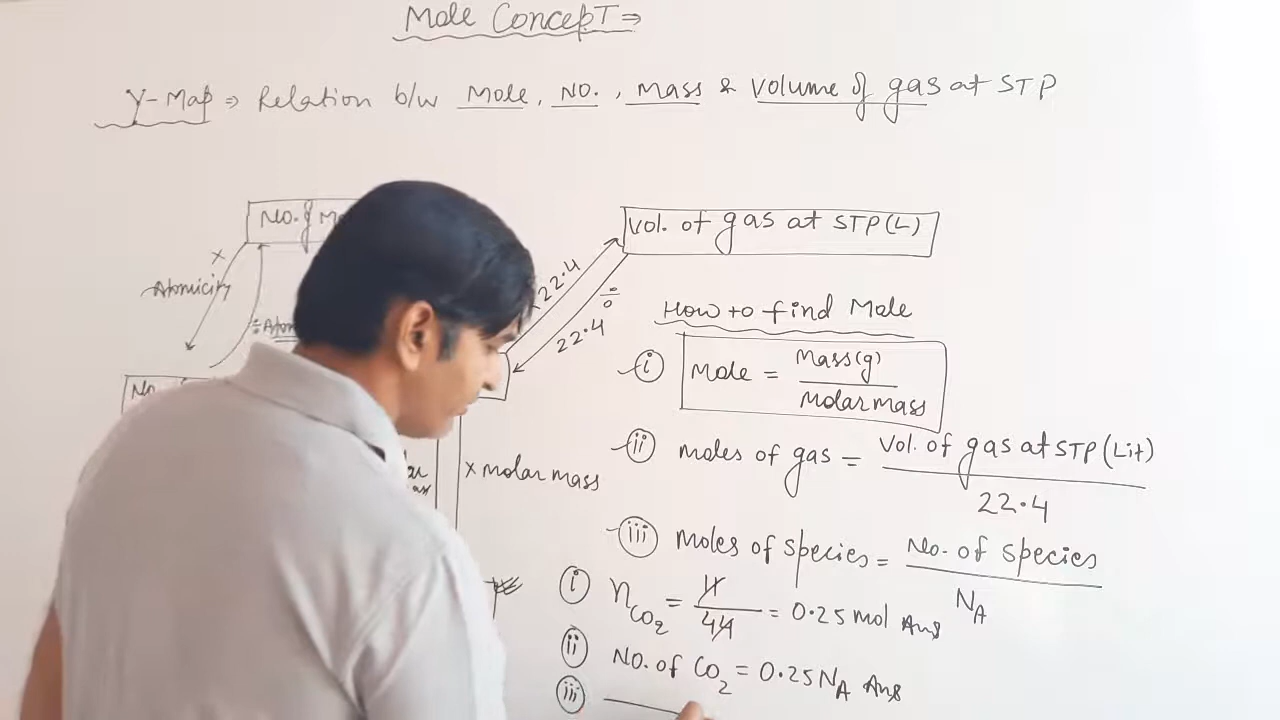 Mole Concept ⇒
Y-Map ⇒ Relation b/w Mole, NO., Mass & Volume of gas at STP
No. of
Vol. of gas at STP(L)
×
Atomicity
÷
× 22.4
÷
22.4
How to find Mole
(i) Mole = Mass(g) / Molar mass
(ii) moles of gas = Vol. of gas at STP (Lit) / 22.4
× molar mass
(iii) moles of species = No. of species / NA
(i) nCO2 = 11/44 = 0.25 mol Ans
(ii) No. of CO2 = 0.25 NA Ans
(iii)